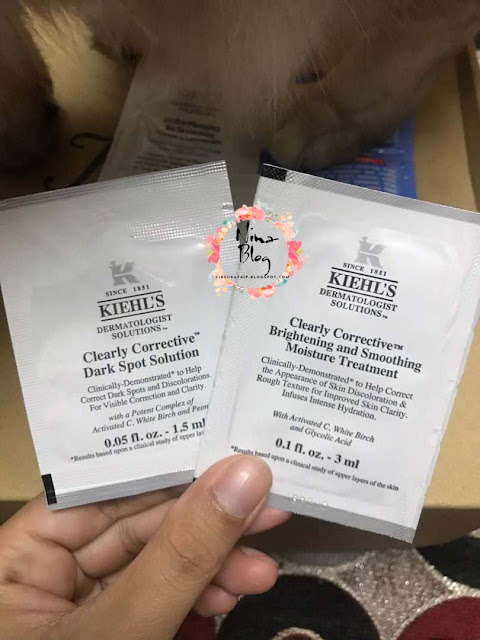 SINCE 1851
KIEHL'S
DERMATOLOGIST
SOLUTIONS™
Clearly Corrective™
Dark Spot Solution
Clinically-Demonstrated* to Help
Correct Dark Spots and Discolorations.
For Visible Correction and Clarity.
with a Potent Complex of
Activated C, White Birch and Peon
0.05 fl. oz. - 1.5 ml
*Results based upon a clinical study of upper layers
Nina
Blog
SINCE 1851
KIEHL'S
DERMATOLOGIST
SOLUTIONS™
Clearly Corrective™
Brightening and Smoothing
Moisture Treatment
Clinically-Demonstrated* to Help Correct
the Appearance of Skin Discoloration &
Rough Texture for Improved Skin Clarity.
Infuses Intense Hydration.
With Activated C, White Birch
and Glycolic Acid
0.1 fl. oz. - 3 ml
*Results based upon a clinical study of upper layers of the skin